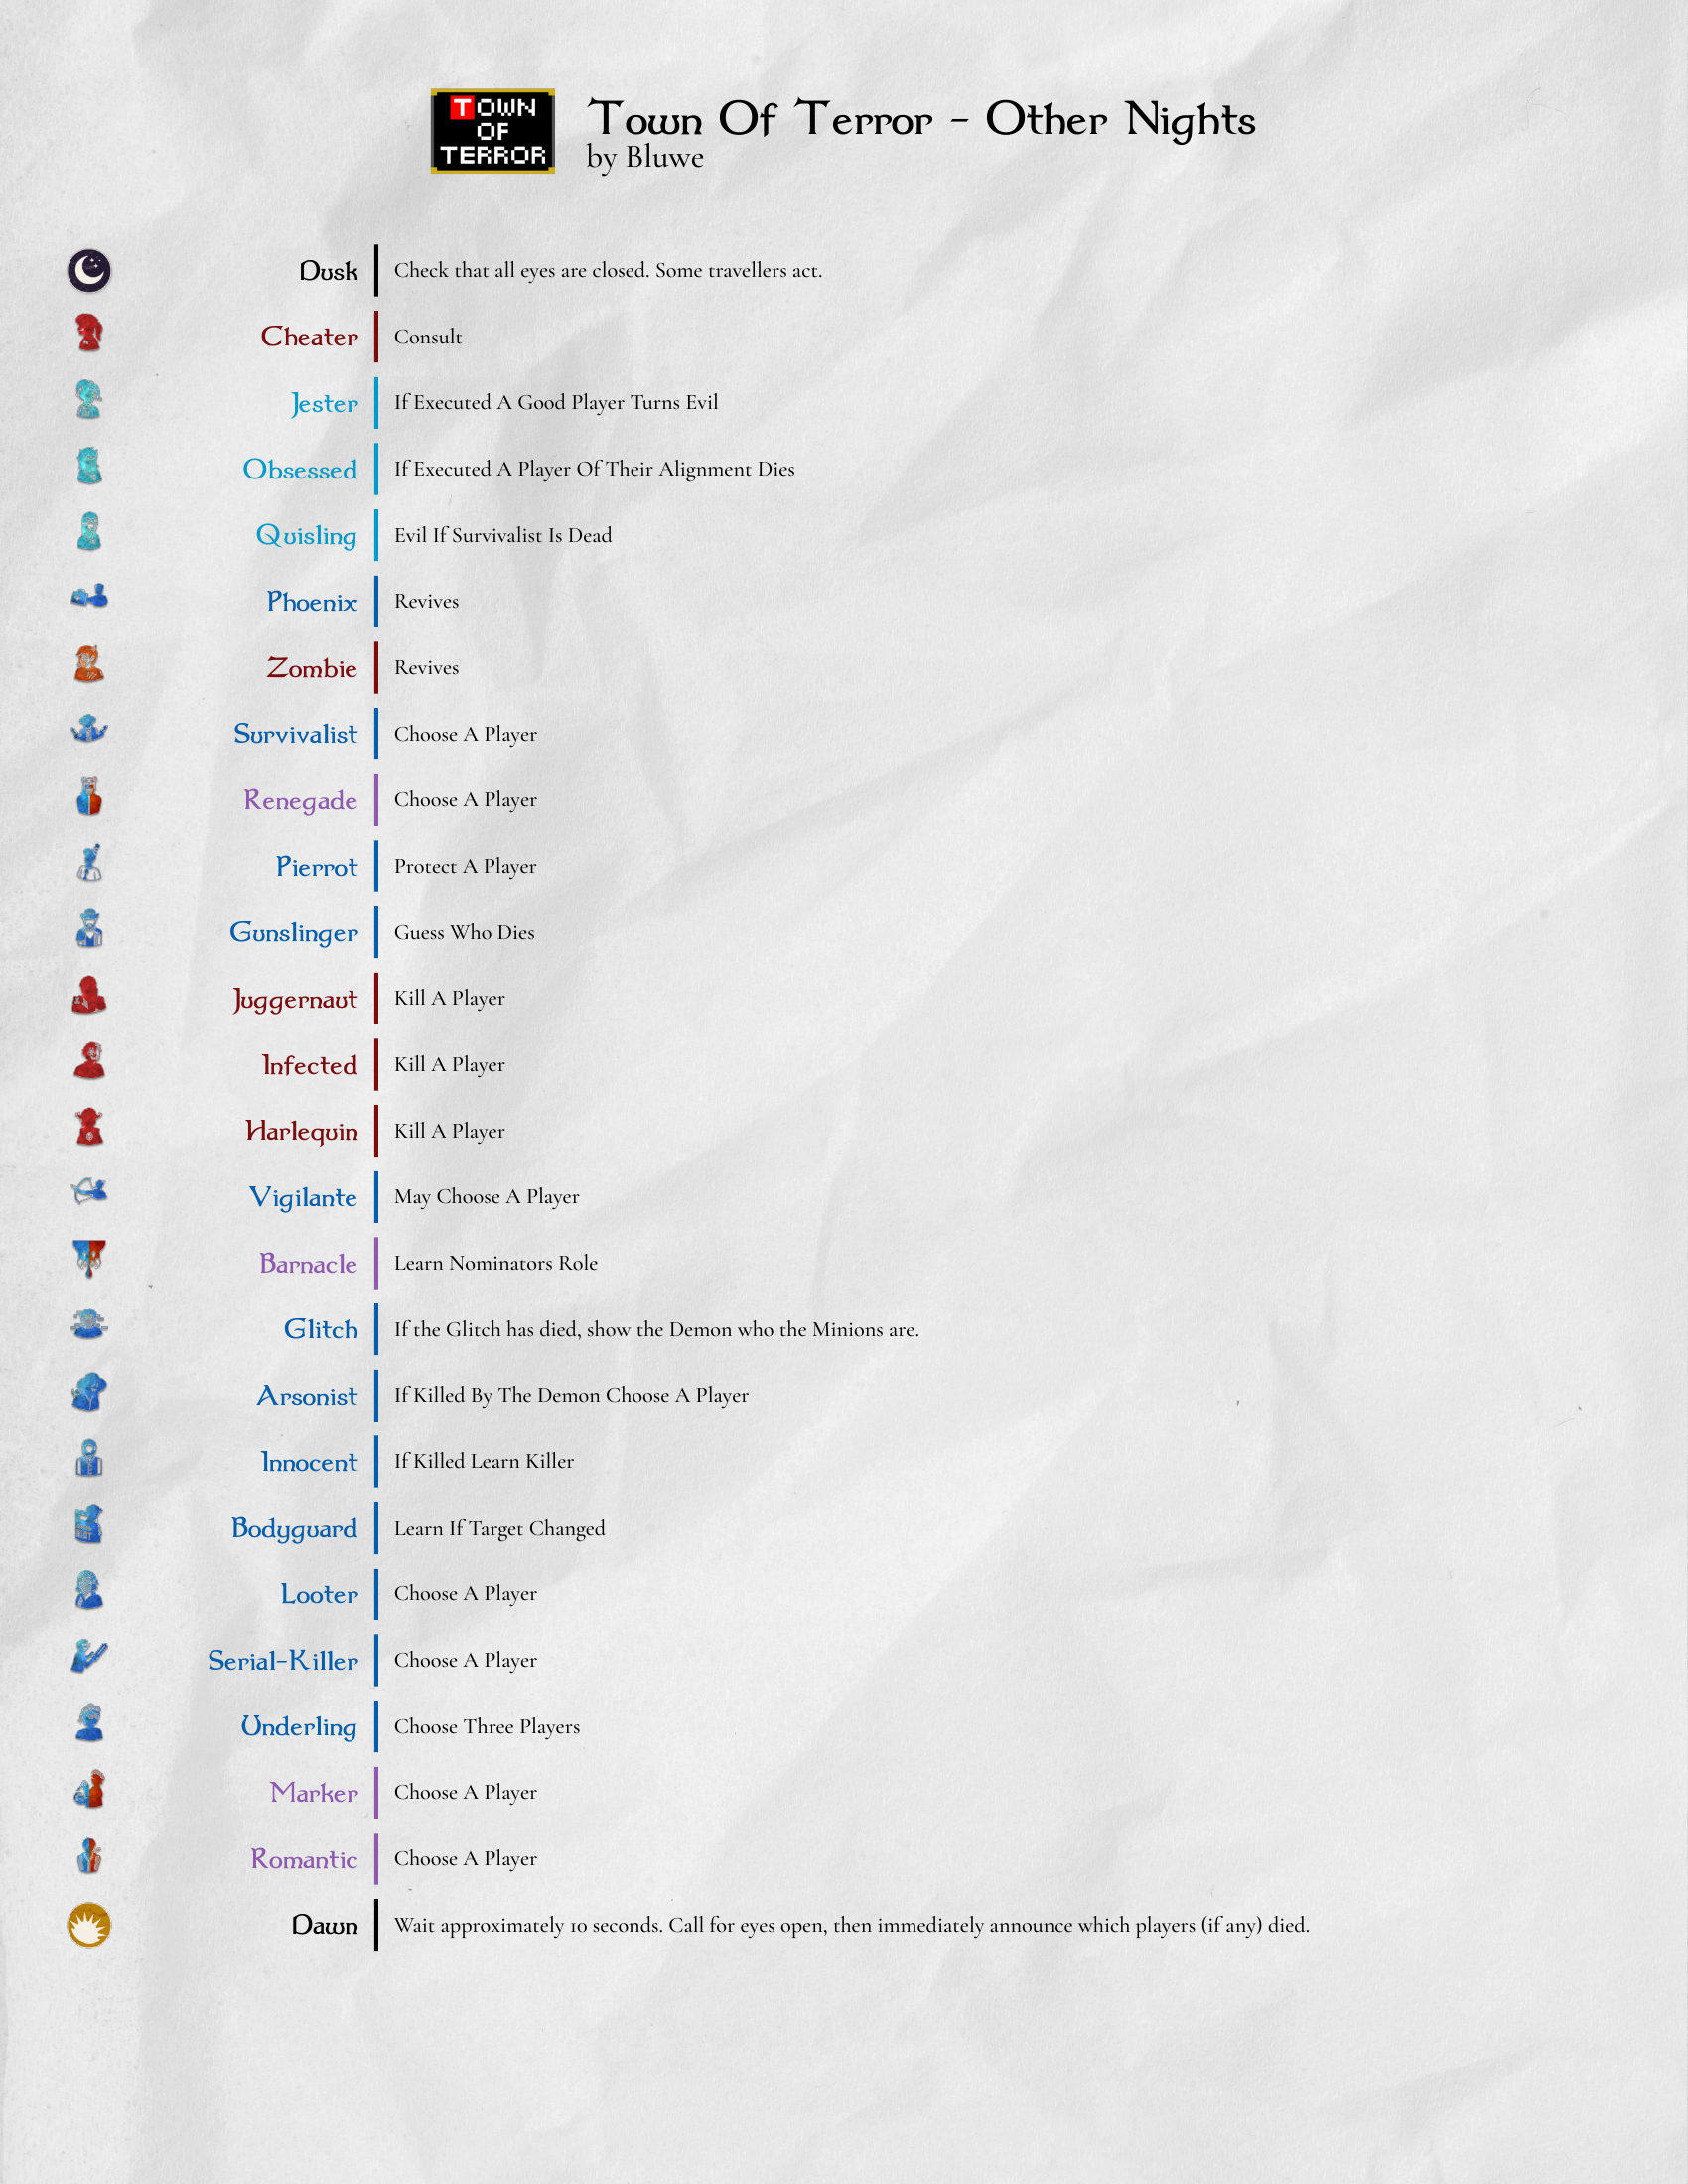 TOWN
OF
TERROR
Town Of Terror - Other Nights
by Bluwe
Dusk Check that all eyes are closed. Some travellers act.
Cheater Consult
Jester If Executed A Good Player Turns Evil
Obsessed If Executed A Player Of Their Alignment Dies
Quisling Evil If Survivalist Is Dead
Phoenix Revives
Zombie Revives
Survivalist Choose A Player
Renegade Choose A Player
Pierrot Protect A Player
Gunslinger Guess Who Dies
Juggernaut Kill A Player
Infected Kill A Player
Harlequin Kill A Player
Vigilante May Choose A Player
Barnacle Learn Nominators Role
Glitch If the Glitch has died, show the Demon who the Minions are.
Arsonist If Killed By The Demon Choose A Player
Innocent If Killed Learn Killer
Bodyguard Learn If Target Changed
Looter Choose A Player
Serial-Killer Choose A Player
Underling Choose Three Players
Marker Choose A Player
Romantic Choose A Player
Dawn Wait approximately 10 seconds. Call for eyes open, then immediately announce which players (if any) died.